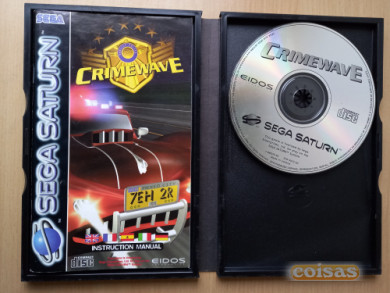 SEGA
SEGA SATURN
CRIMEWAVE
7EH 2R
INSTRUCTION MANUAL
EIDOS
CRIMEWAVE
EIDOS
SEGA SATURN
coisas